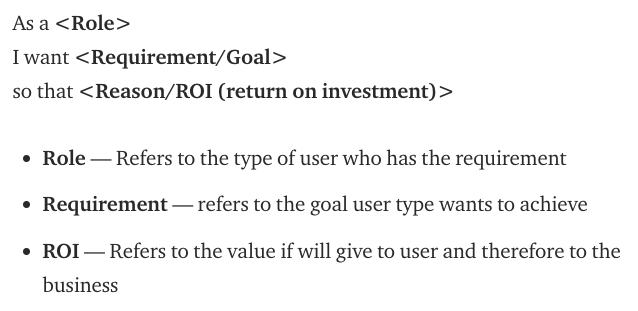 As a <Role>
I want <Requirement/Goal>
so that <Reason/ROI (return on investment)>
• Role — Refers to the type of user who has the requirement
• Requirement — refers to the goal user type wants to achieve
• ROI — Refers to the value if will give to user and therefore to the
business